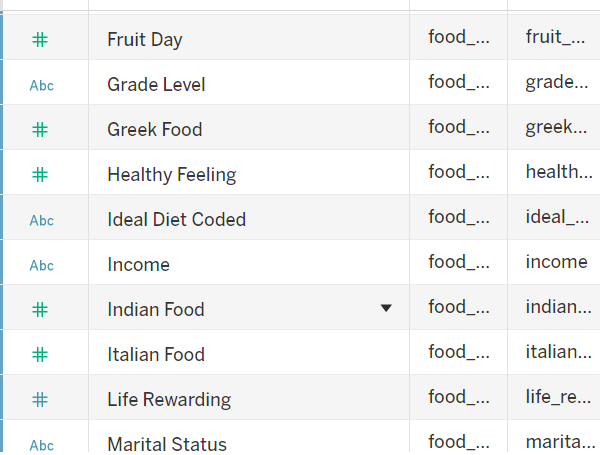 # Fruit Day food_... fruit_...
Abc Grade Level food_... grade...
# Greek Food food_... greek...
# Healthy Feeling food_... health...
Abc Ideal Diet Coded food_... ideal_...
Abc Income food_... income
# Indian Food food_... indian...
# Italian Food food_... italian...
# Life Rewarding food_... life_re...
Abc Marital Status food_... marita...